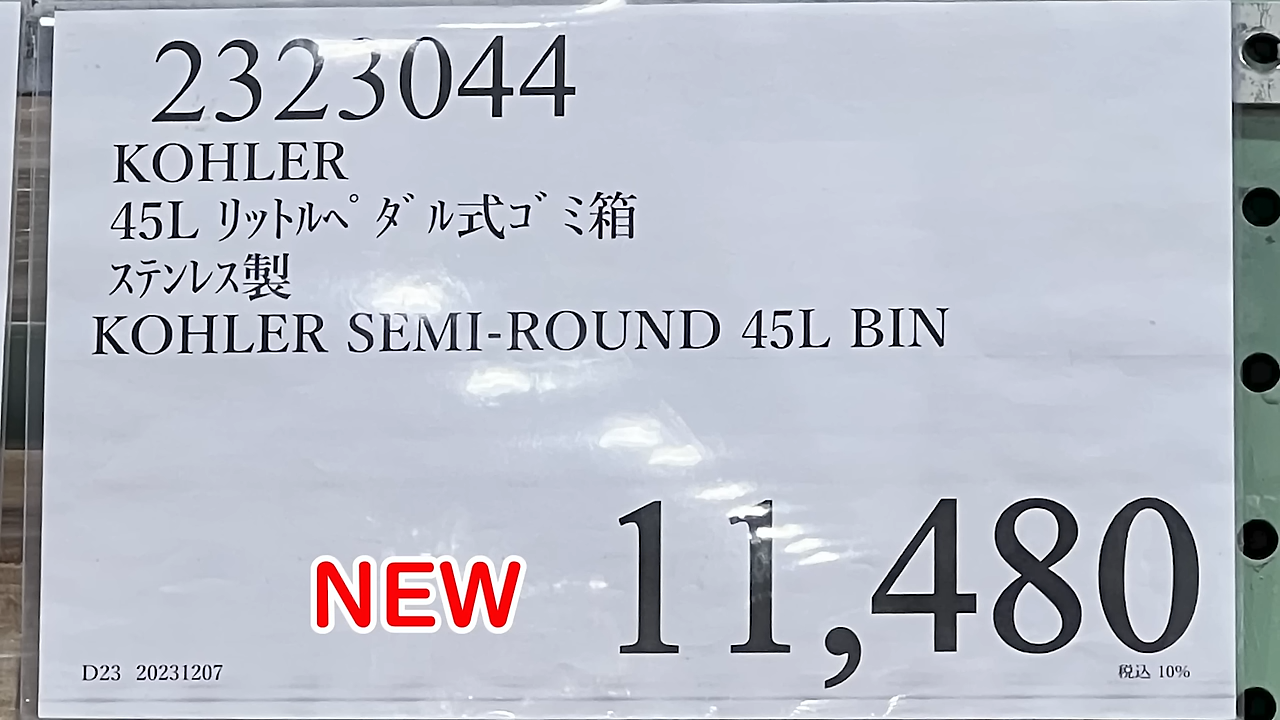 2323044
KOHLER
45L ﾘｯﾄﾙﾍﾟﾀﾞﾙ式ｺﾞﾐ箱
ｽﾃﾝﾚｽ製
KOHLER SEMI-ROUND 45L BIN
NEW
11,480
D23 20231207
税込 10%